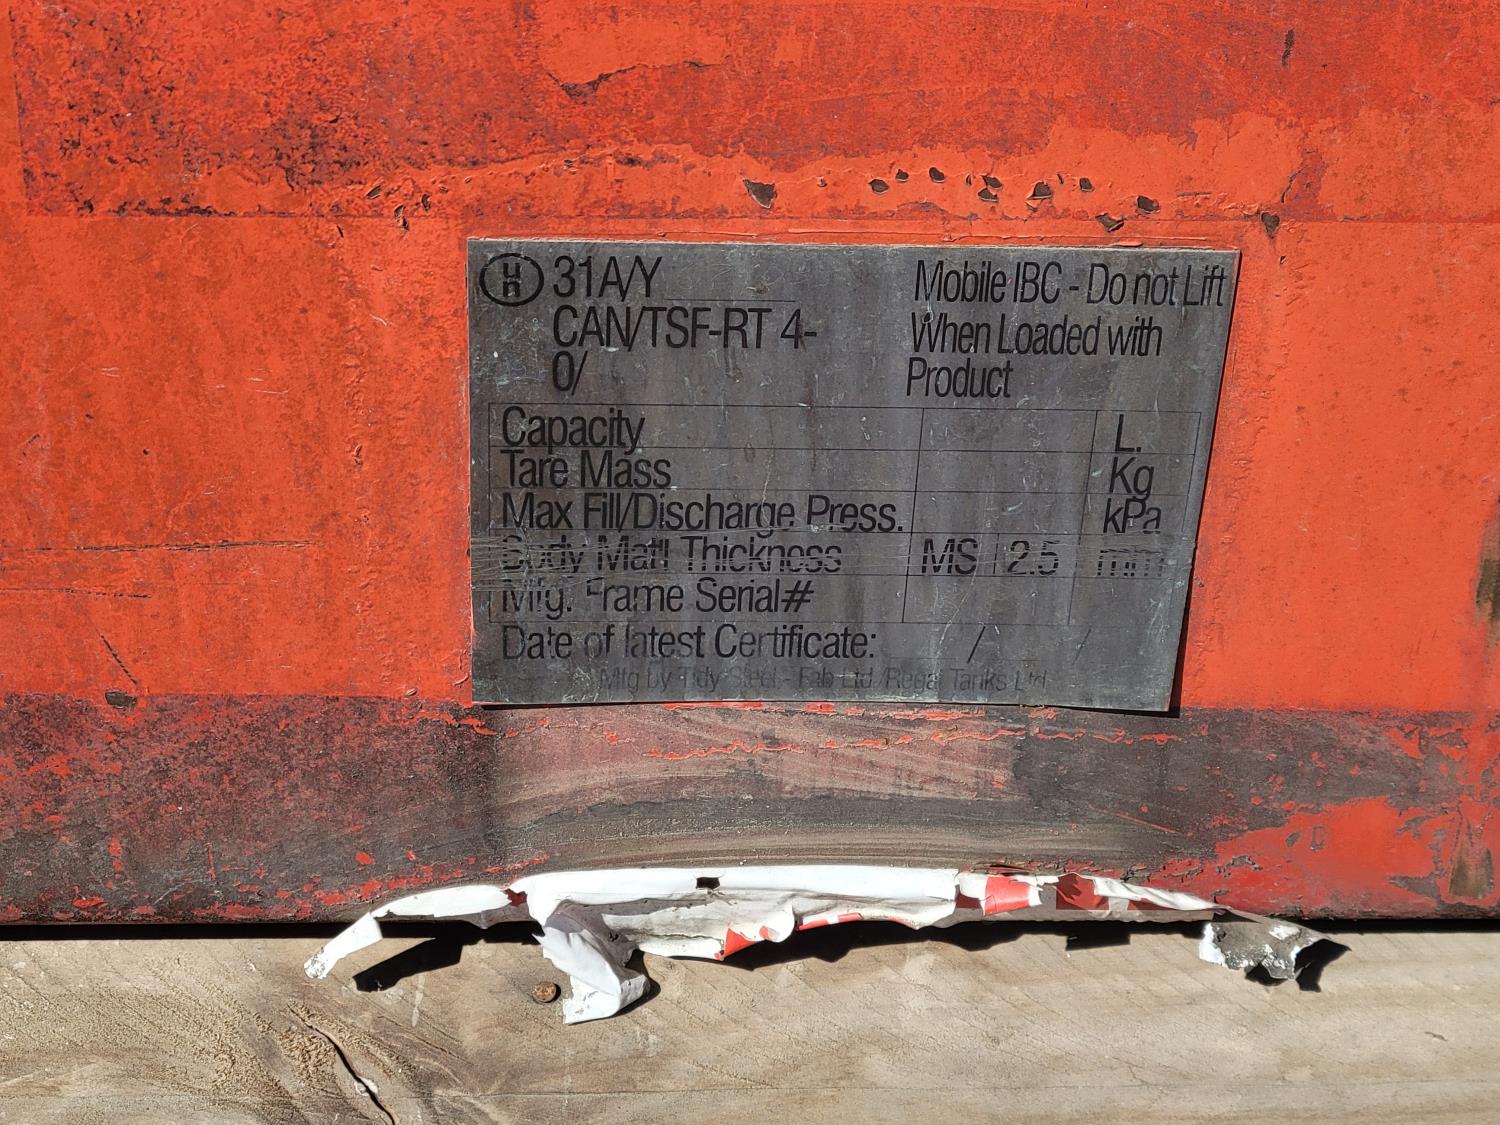 un 31A/Y
CAN/TSF-RT 4-
0/
Mobile IBC - Do not Lift
When Loaded with
Product
Capacity L.
Tare Mass Kg
Max Fill/Discharge Press. kPa
Body Mat'l Thickness MS 2.5 mm
Mfg. Frame Serial#
Date of latest Certificate: / /
Mfg by Tidy Steel - Fab Ltd/Regal Tanks Ltd.